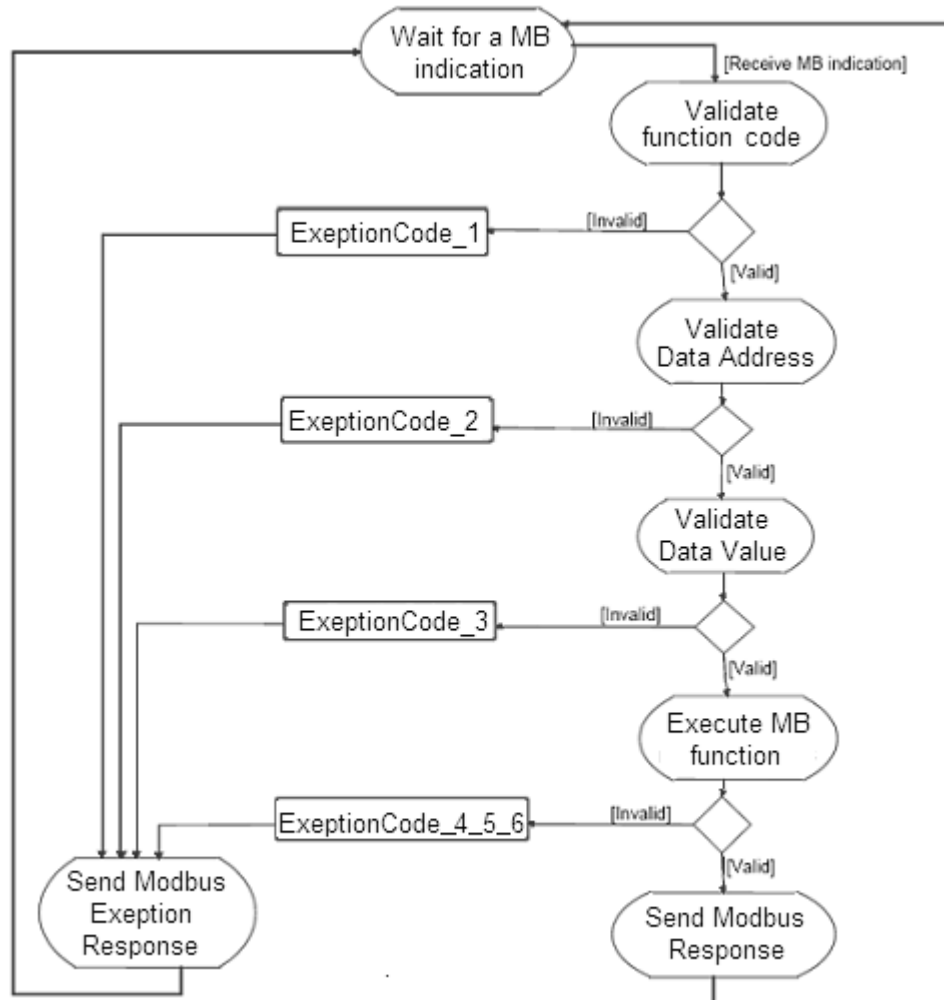 Wait for a MB
indication
[Receive MB indication]
Validate
function code
[Invalid]
ExeptionCode_1
[Valid]
Validate
Data Address
[Invalid]
ExeptionCode_2
[Valid]
Validate
Data Value
[Invalid]
ExeptionCode_3
[Valid]
Execute MB
function
[Invalid]
ExeptionCode_4_5_6
[Valid]
Send Modbus
Exeption
Response
Send Modbus
Response